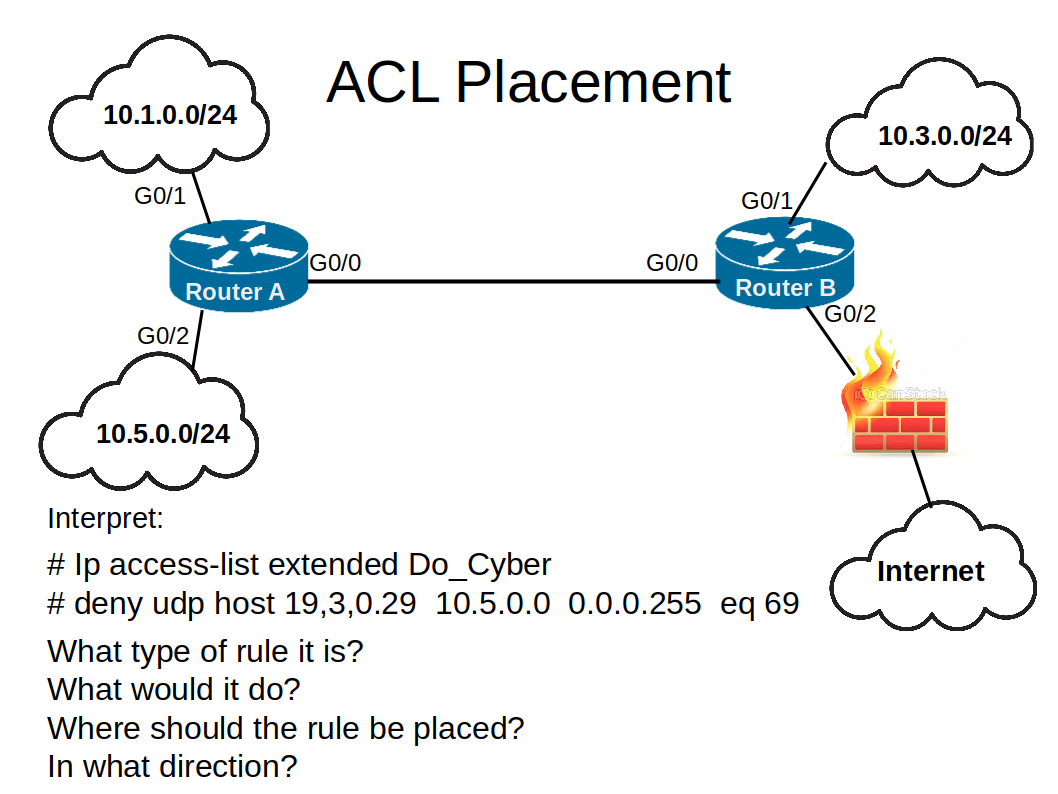 ACL Placement
10.1.0.0/24
10.3.0.0/24
G0/1
G0/1
G0/0
G0/0
Router A
Router B
G0/2
G0/2
CanStock
10.5.0.0/24
Interpret:
# Ip access-list extended Do_Cyber
# deny udp host 19,3,0.29 10.5.0.0 0.0.0.255 eq 69
Internet
What type of rule it is?
What would it do?
Where should the rule be placed?
In what direction?